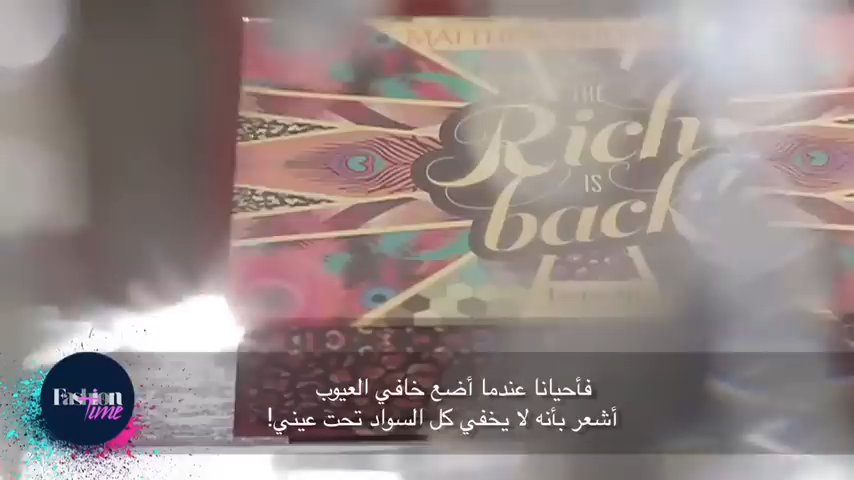 THE
Rich
IS
back
فأحيانا عندما أضع خافي العيوب
أشعر بأنه لا يخفي كل السواد تحت عيني!
Fashion
Time